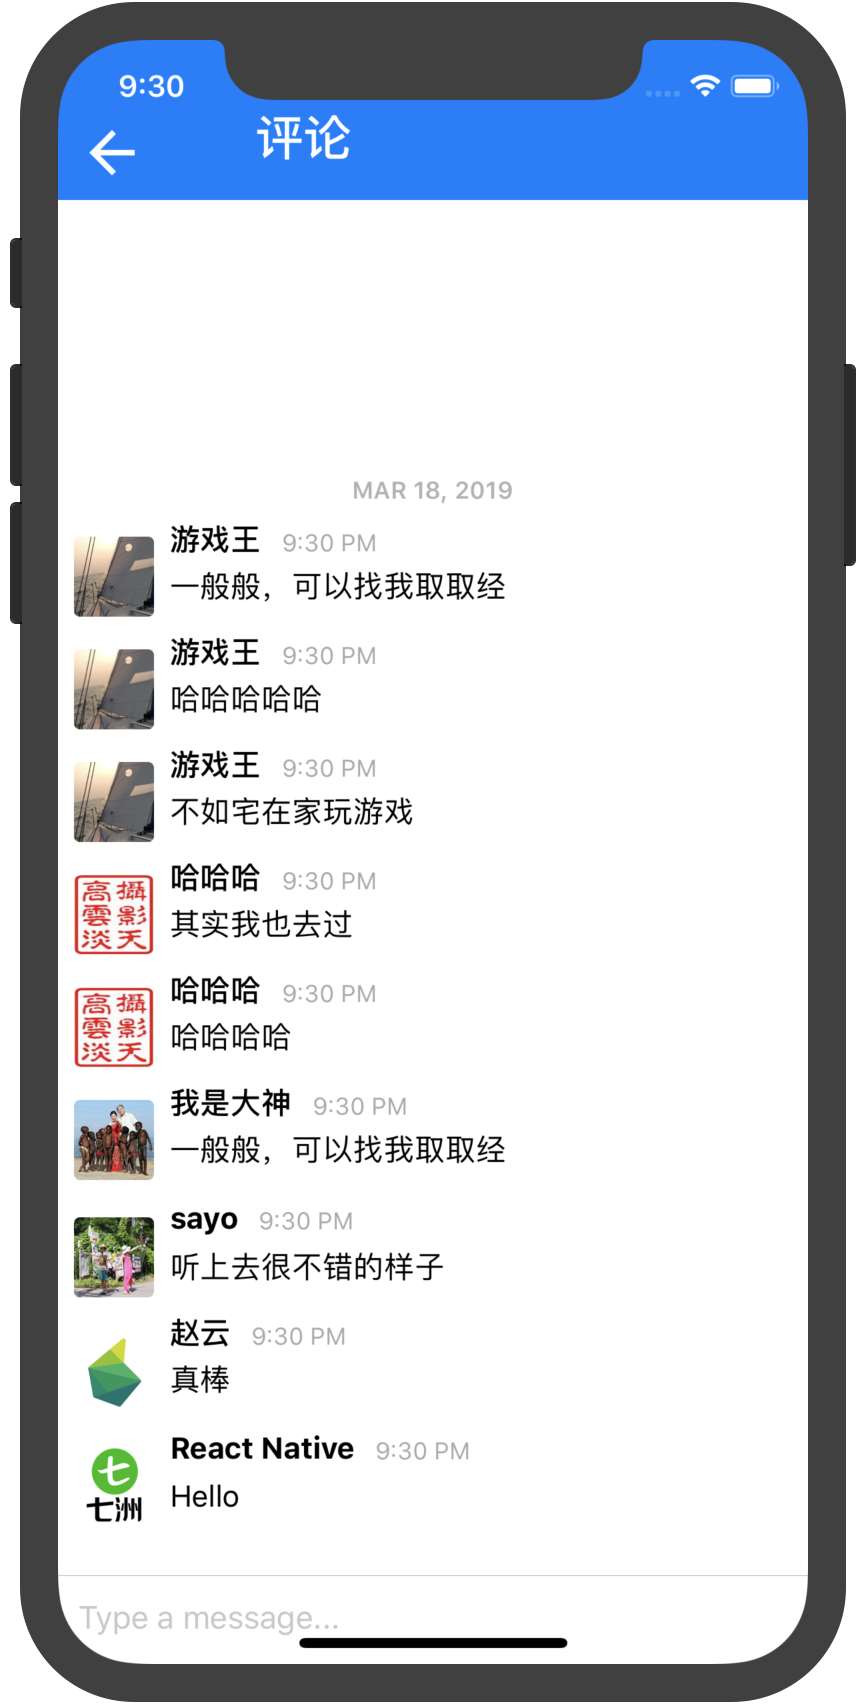 9:30
评论
MAR 18, 2019
游戏王 9:30 PM
一般般，可以找我取取经
游戏王 9:30 PM
哈哈哈哈哈
游戏王 9:30 PM
不如宅在家玩游戏
高攝
雲影
淡天
哈哈哈 9:30 PM
其实我也去过
高攝
雲影
淡天
哈哈哈 9:30 PM
哈哈哈哈
我是大神 9:30 PM
一般般，可以找我取取经
sayo 9:30 PM
听上去很不错的样子
赵云 9:30 PM
真棒
七
七洲
React Native 9:30 PM
Hello
Type a message...